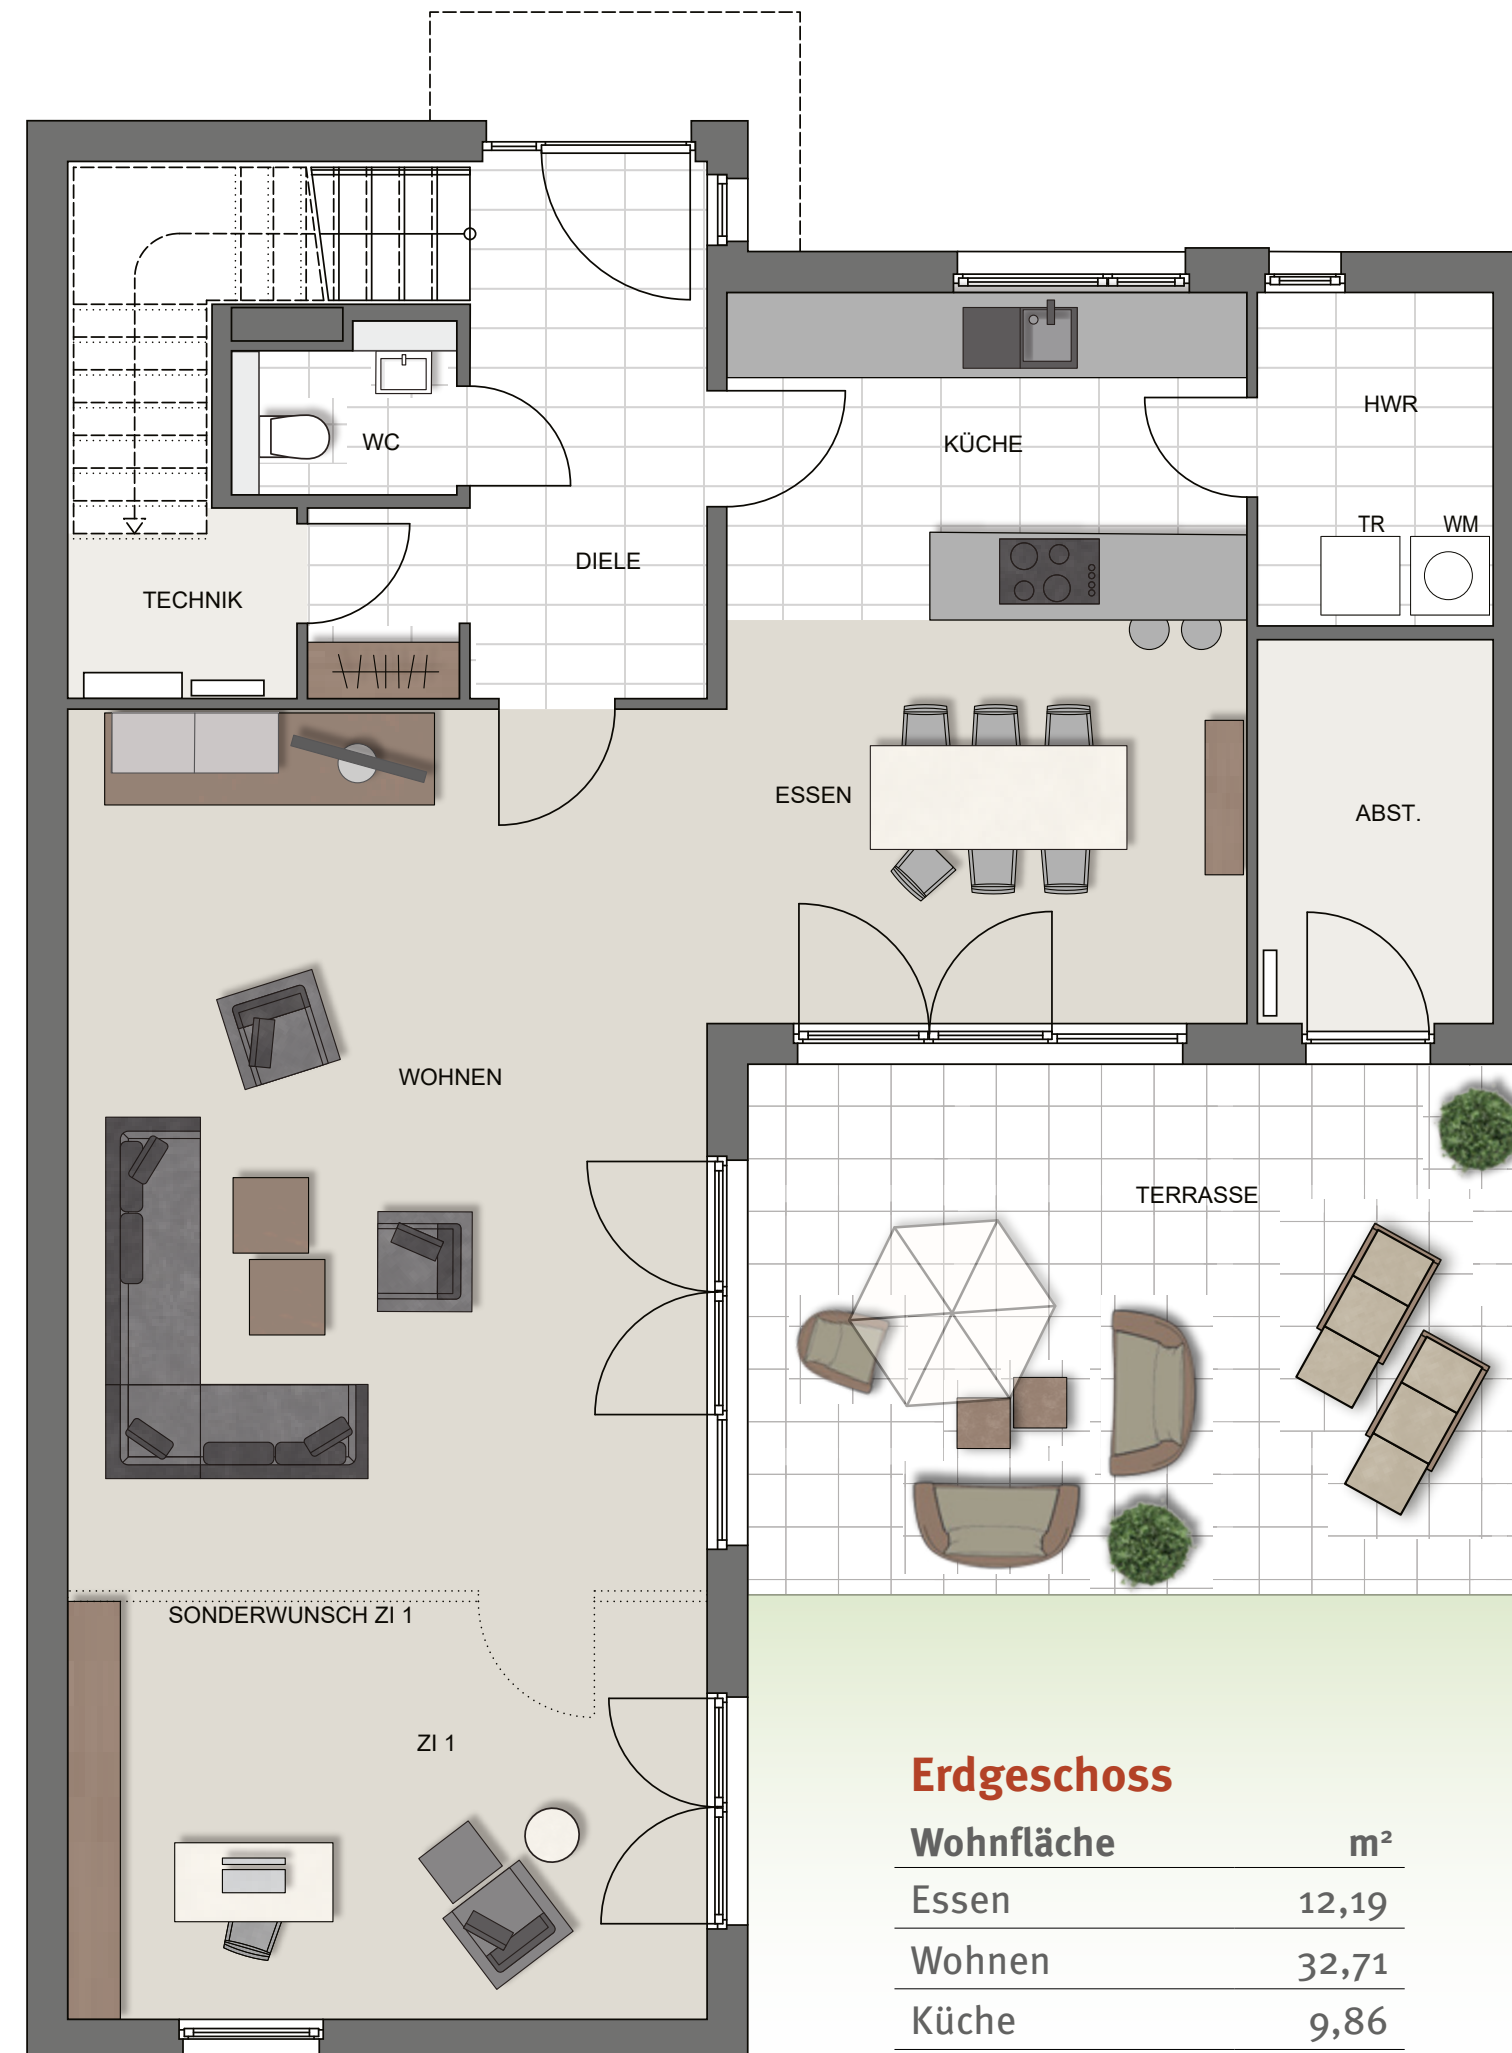 HWR
WC
KÜCHE
TR
WM
DIELE
TECHNIK
ESSEN
ABST.
WOHNEN
TERRASSE
SONDERWUNSCH ZI 1
ZI 1
Erdgeschoss
Wohnfläche m²
Essen 12,19
Wohnen 32,71
Küche 9,86